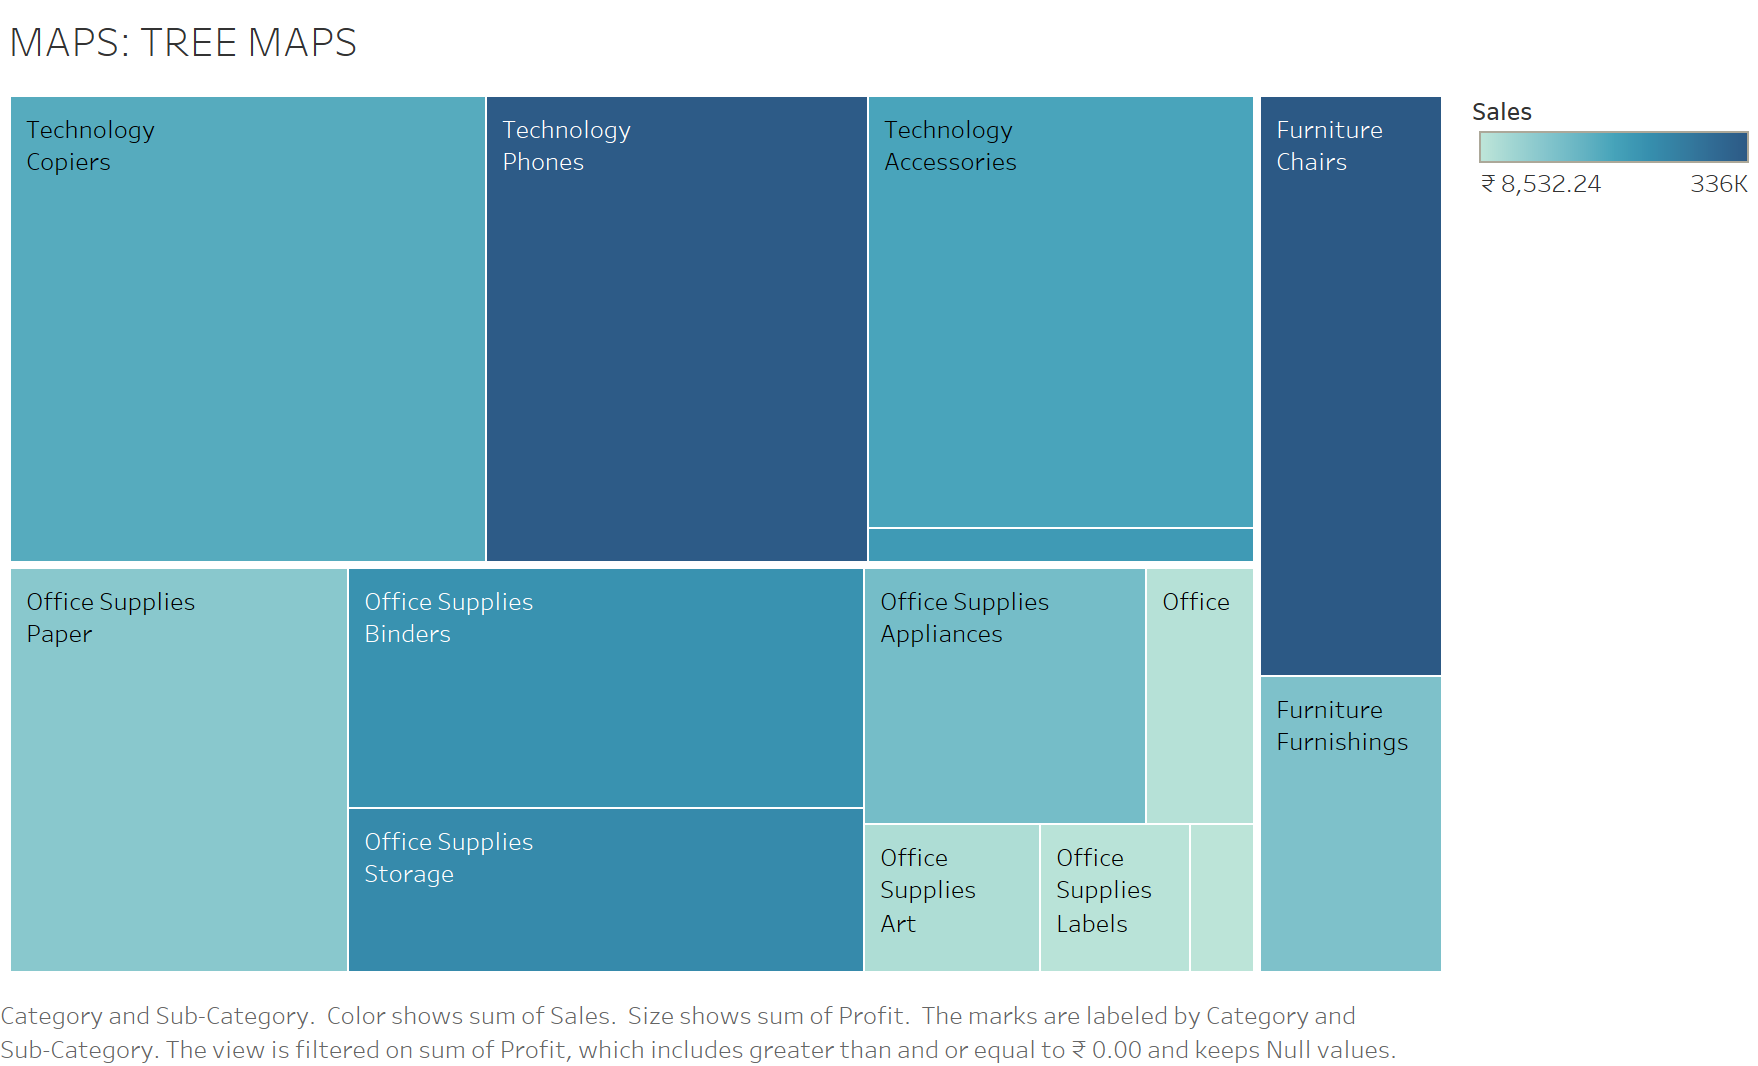 MAPS: TREE MAPS
Technology
Copiers
Technology
Phones
Technology
Accessories
Furniture
Chairs
Sales
₹ 8,532.24
336K
Office Supplies
Paper
Office Supplies
Binders
Office Supplies
Appliances
Office
Furniture
Furnishings
Office Supplies
Storage
Office
Supplies
Art
Office
Supplies
Labels
Category and Sub-Category.  Color shows sum of Sales.  Size shows sum of Profit.  The marks are labeled by Category and
Sub-Category. The view is filtered on sum of Profit, which includes greater than and or equal to ₹ 0.00 and keeps Null values.